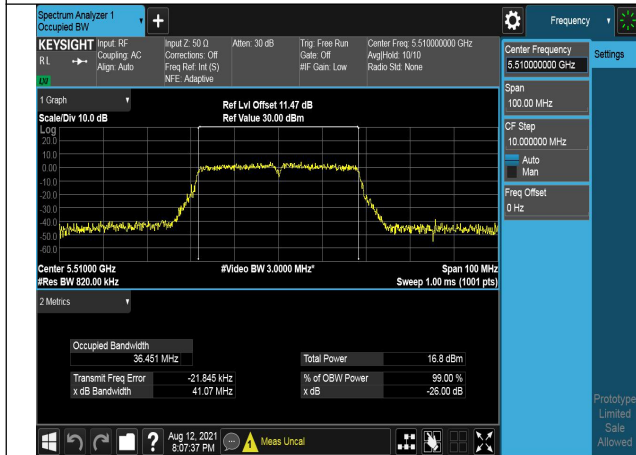 Spectrum Analyzer 1
Occupied BW
+
Frequency
KEYSIGHT
RL
LXI
Input: RF
Coupling: AC
Align: Auto
Input Z: 50 Ω
Corrections: Off
Freq Ref: Int (S)
NFE: Adaptive
Atten: 30 dB
Trig: Free Run
Gate: Off
#IF Gain: Low
Center Freq: 5.510000000 GHz
Avg|Hold: 10/10
Radio Std: None
Center Frequency
5.510000000 GHz
Settings
Span
100.00 MHz
CF Step
10.000000 MHz
Auto
Man
Freq Offset
0 Hz
1 Graph
Scale/Div 10.0 dB
Ref Lvl Offset 11.47 dB
Ref Value 30.00 dBm
Log
20.0
10.0
0.00
-10.0
-20.0
-30.0
-40.0
-50.0
-60.0
Center 5.51000 GHz
#Video BW 3.0000 MHz*
Span 100 MHz
#Res BW 820.00 kHz
Sweep 1.00 ms (1001 pts)
2 Metrics
Occupied Bandwidth
36.451 MHz
Total Power
16.8 dBm
Transmit Freq Error
-21.845 kHz
% of OBW Power
99.00 %
x dB Bandwidth
41.07 MHz
x dB
-26.00 dB
?
Aug 12, 2021
8:07:37 PM
Meas Uncal
Prototype
Limited
Sale
Allowed